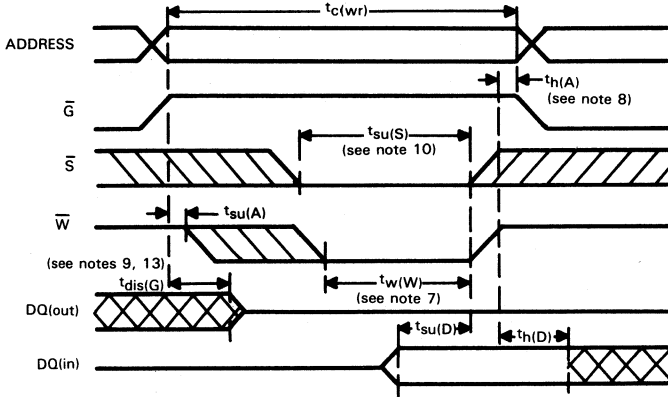 tc(wr)
ADDRESS
th(A)
(see note 8)
G̅
tsu(S)
(see note 10)
S̅
tsu(A)
W̅
(see notes 9, 13)
tdis(G)
tw(W)
(see note 7)
DQ(out)
tsu(D)
th(D)
DQ(in)